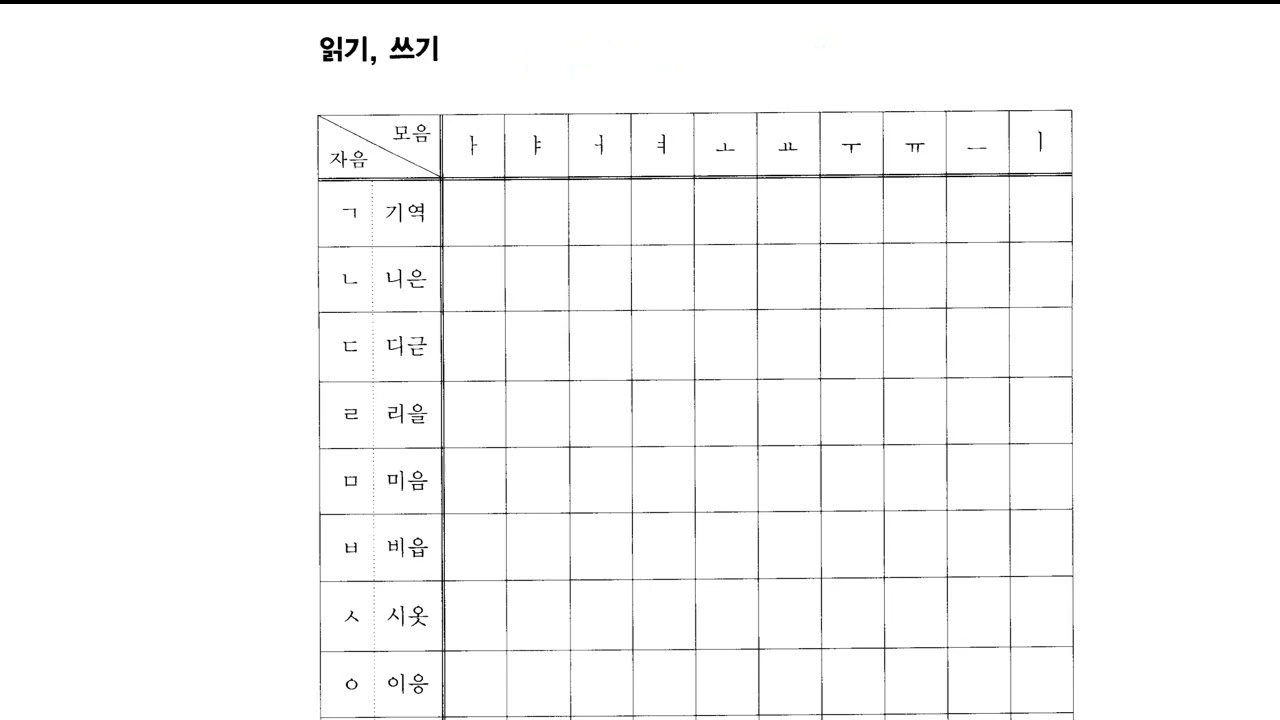 읽기, 쓰기
모음
자음
ㅏ ㅑ ㅓ ㅕ ㅗ ㅛ ㅜ ㅠ ㅡ ㅣ
ㄱ 기역
ㄴ 니은
ㄷ 디귿
ㄹ 리을
ㅁ 미음
ㅂ 비읍
ㅅ 시옷
ㅇ 이응